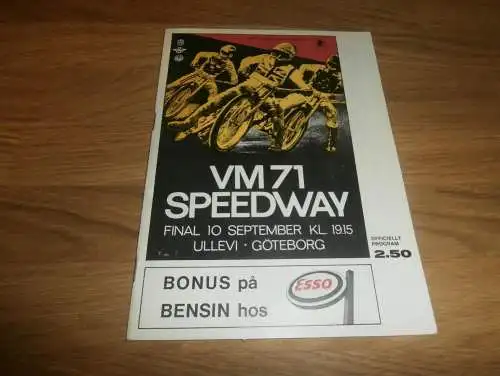 VM 71
SPEEDWAY
FINAL 10 SEPTEMBER KL. 19.15
ULLEVI · GÖTEBORG
OFFICIELLT
PROGRAM
2.50
BONUS på
BENSIN hos
ESSO